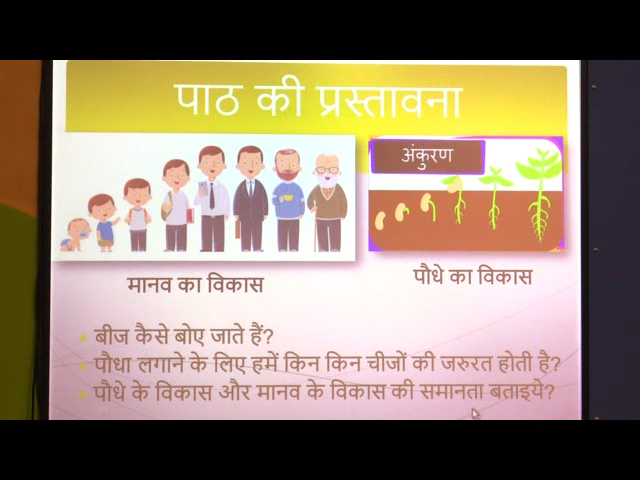 पाठ की प्रस्तावना
अंकुरण
मानव का विकास
पौधे का विकास
बीज कैसे बोए जाते हैं?
पौधा लगाने के लिए हमें किन किन चीजों की जरुरत होती है?
पौधे के विकास और मानव के विकास की समानता बताइये?